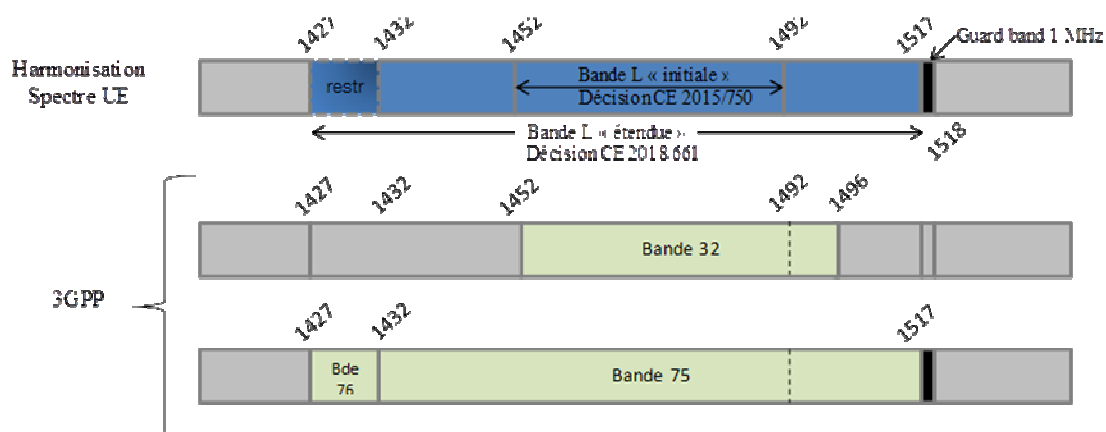 1427 1432 1452 1492 1517
Guard band 1 MHz
Harmonisation
Spectre UE
restr
Bande L « initiale »
Décision CE 2015/750
Bande L « étendue »
Décision CE 2018 661
1518
1427 1432 1452 1492 1496
Bande 32
3GPP
1427 1432 1517
Bde
76
Bande 75